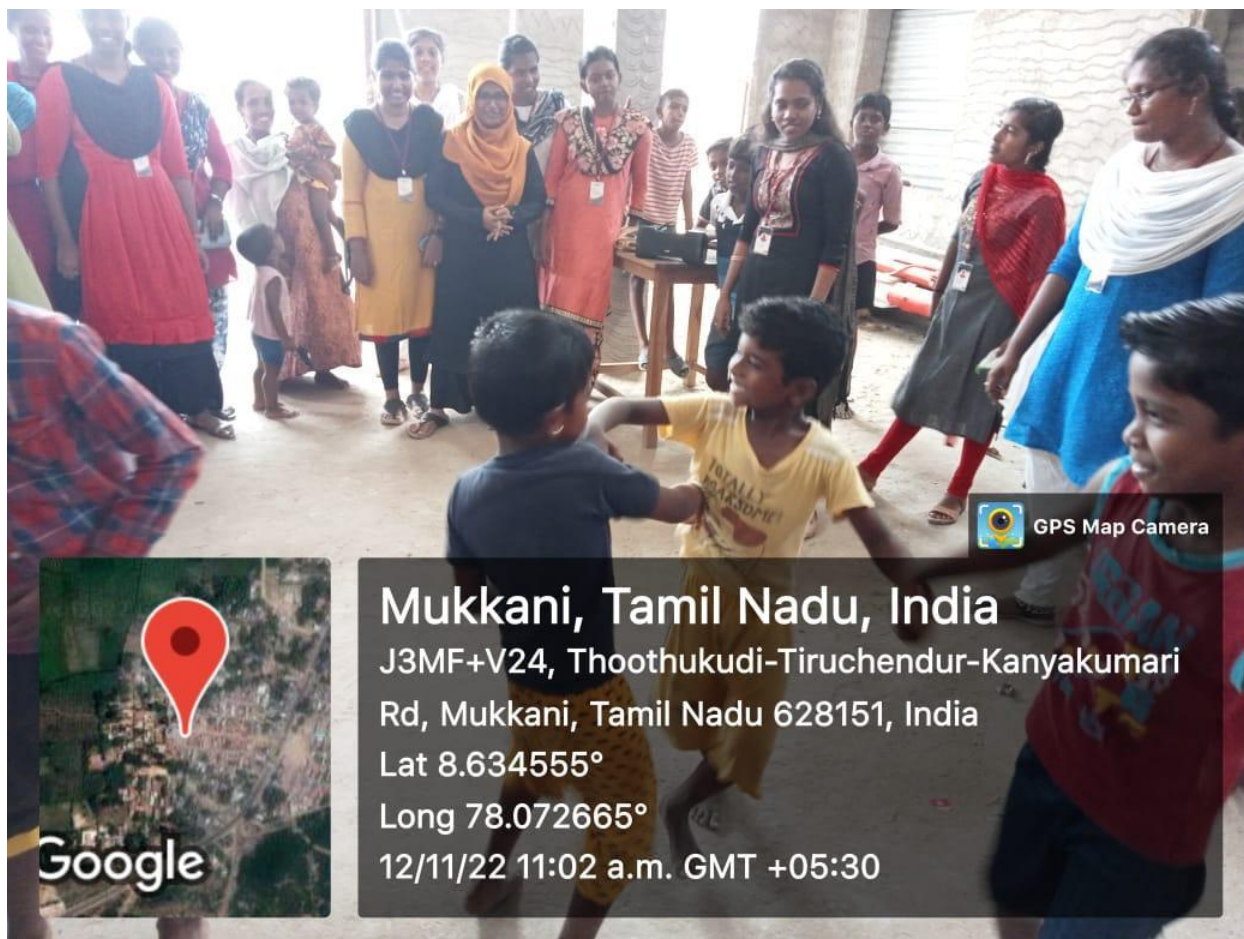 TOTALLY
GPS Map Camera
Mukkani, Tamil Nadu, India
J3MF+V24, Thoothukudi-Tiruchendur-Kanyakumari
Rd, Mukkani, Tamil Nadu 628151, India
Lat 8.634555°
Long 78.072665°
12/11/22 11:02 a.m. GMT +05:30
Google